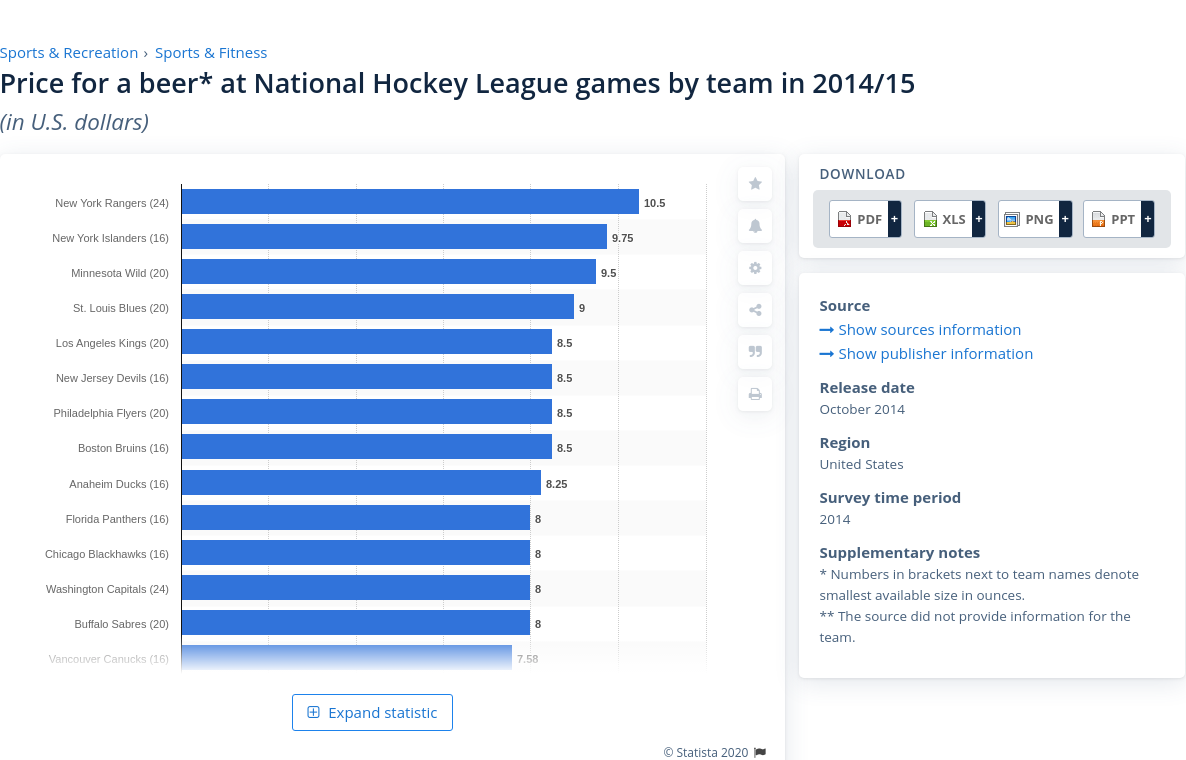 Sports & Recreation › Sports & Fitness
Price for a beer* at National Hockey League games by team in 2014/15
(in U.S. dollars)
New York Rangers (24) 10.5
New York Islanders (16) 9.75
Minnesota Wild (20) 9.5
St. Louis Blues (20) 9
Los Angeles Kings (20) 8.5
New Jersey Devils (16) 8.5
Philadelphia Flyers (20) 8.5
Boston Bruins (16) 8.5
Anaheim Ducks (16) 8.25
Florida Panthers (16) 8
Chicago Blackhawks (16) 8
Washington Capitals (24) 8
Buffalo Sabres (20) 8
Vancouver Canucks (16) 7.58
Expand statistic
© Statista 2020
DOWNLOAD
PDF + XLS + PNG + PPT +
Source
Show sources information
Show publisher information
Release date
October 2014
Region
United States
Survey time period
2014
Supplementary notes
* Numbers in brackets next to team names denote
smallest available size in ounces.
** The source did not provide information for the
team.